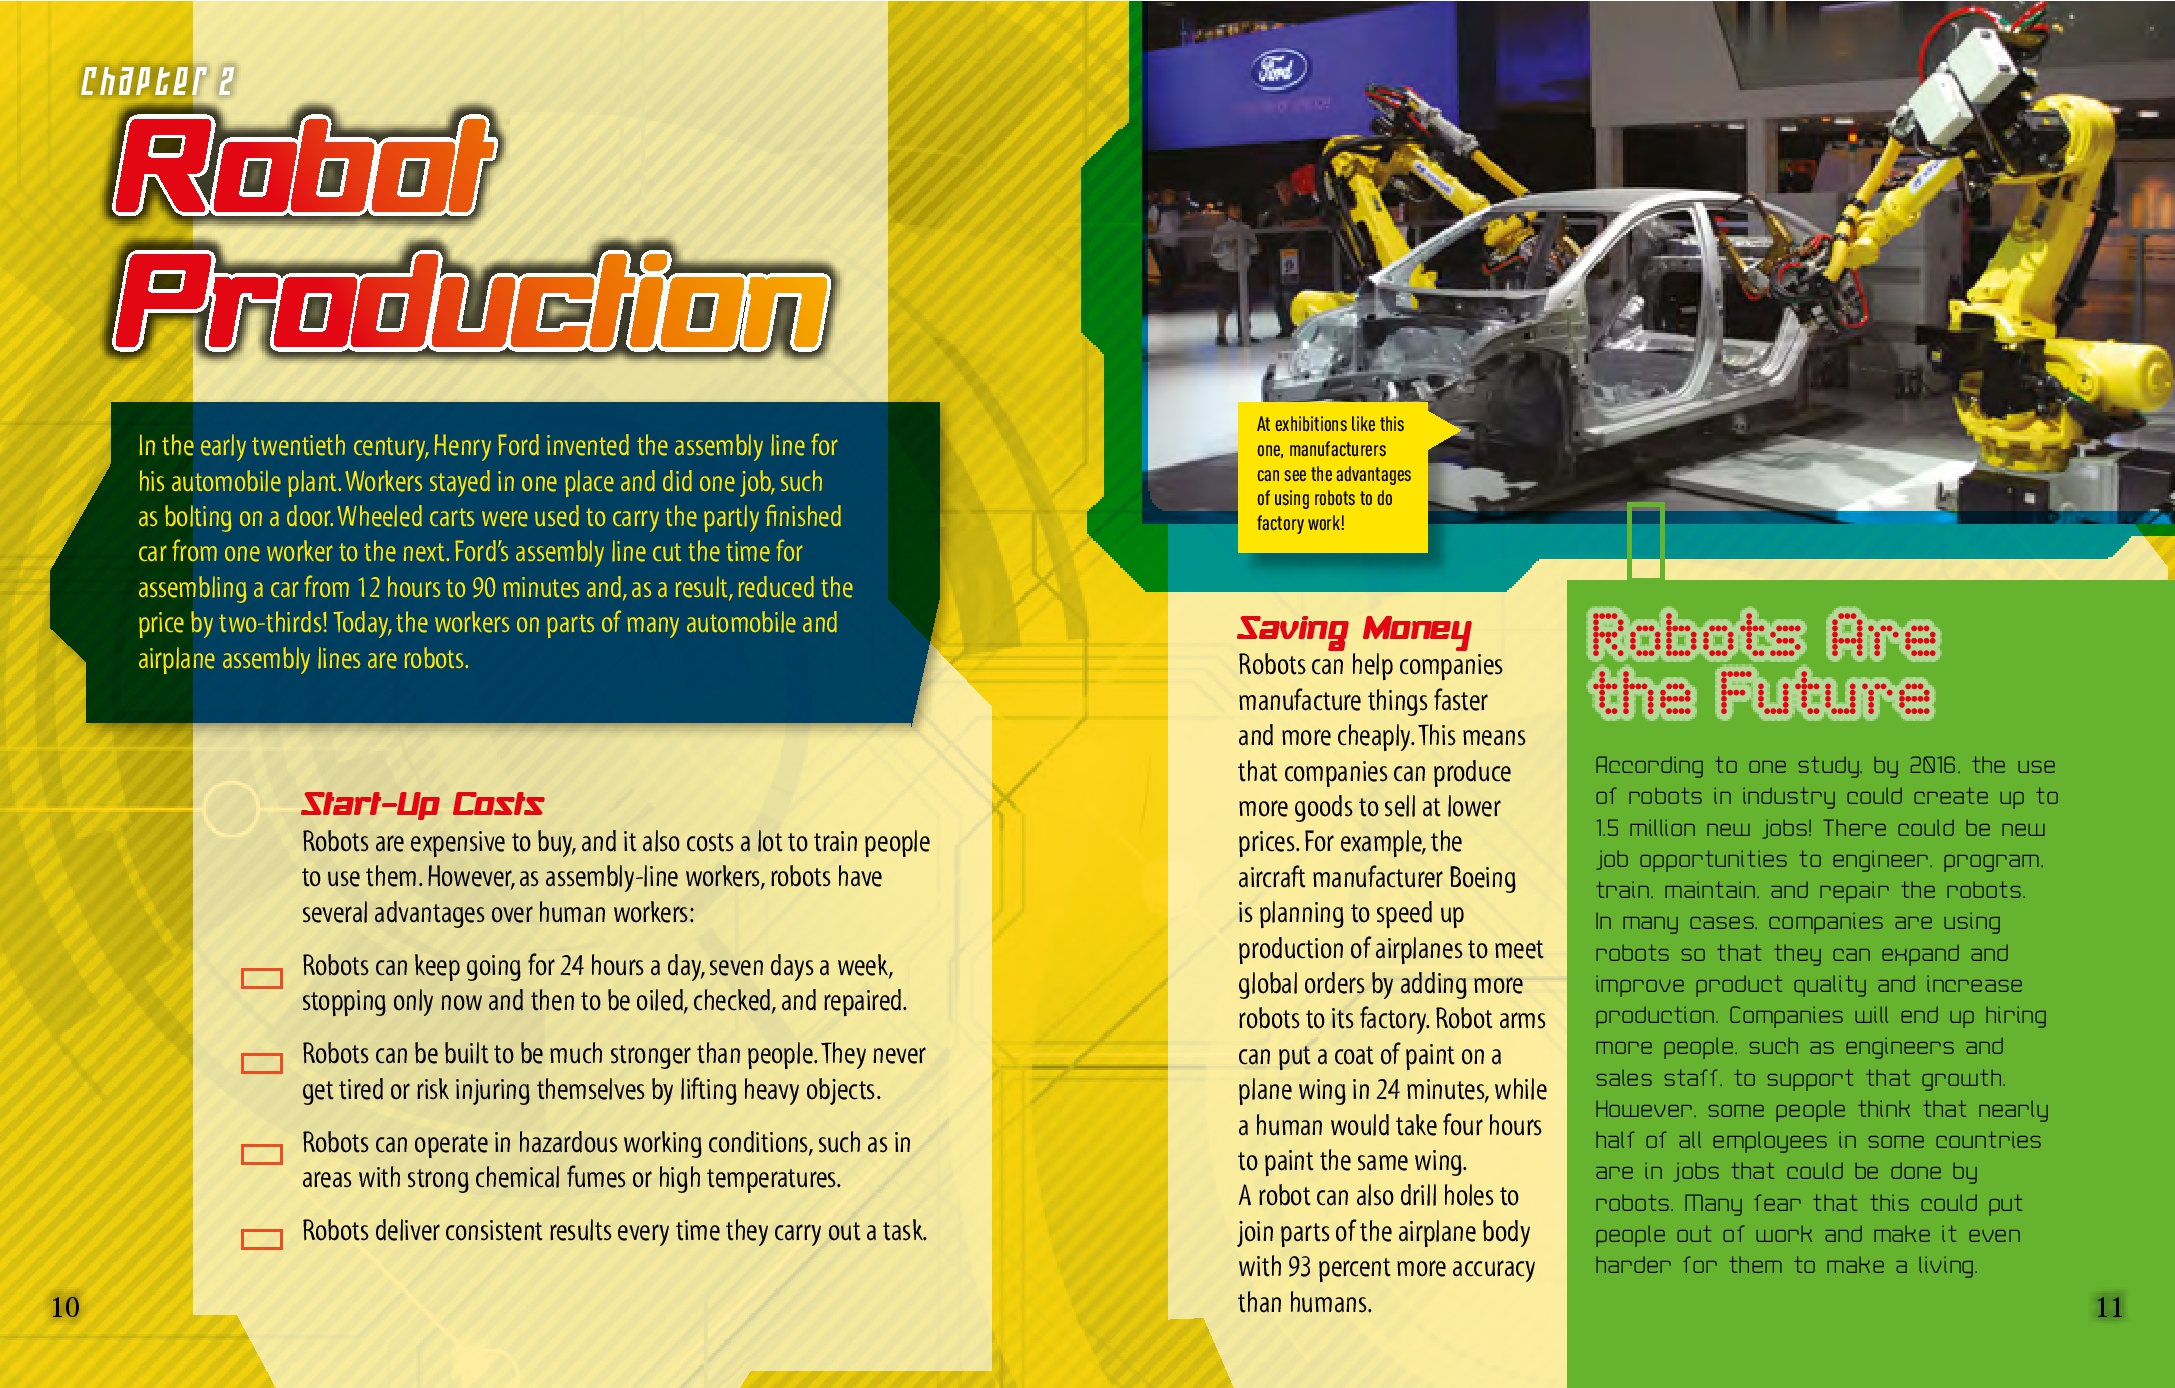 Chapter 2
Robot
Production
In the early twentieth century, Henry Ford invented the assembly line for
his automobile plant. Workers stayed in one place and did one job, such
as bolting on a door. Wheeled carts were used to carry the partly finished
car from one worker to the next. Ford’s assembly line cut the time for
assembling a car from 12 hours to 90 minutes and, as a result, reduced the
price by two-thirds! Today, the workers on parts of many automobile and
airplane assembly lines are robots.
Start-Up Costs
Robots are expensive to buy, and it also costs a lot to train people
to use them. However, as assembly-line workers, robots have
several advantages over human workers:
Robots can keep going for 24 hours a day, seven days a week,
stopping only now and then to be oiled, checked, and repaired.
Robots can be built to be much stronger than people. They never
get tired or risk injuring themselves by lifting heavy objects.
Robots can operate in hazardous working conditions, such as in
areas with strong chemical fumes or high temperatures.
Robots deliver consistent results every time they carry out a task.
10
Ford
At exhibitions like this
one, manufacturers
can see the advantages
of using robots to do
factory work!
Saving Money
Robots can help companies
manufacture things faster
and more cheaply. This means
that companies can produce
more goods to sell at lower
prices. For example, the
aircraft manufacturer Boeing
is planning to speed up
production of airplanes to meet
global orders by adding more
robots to its factory. Robot arms
can put a coat of paint on a
plane wing in 24 minutes, while
a human would take four hours
to paint the same wing.
A robot can also drill holes to
join parts of the airplane body
with 93 percent more accuracy
than humans.
Robots Are
the Future
According to one study, by 2016, the use
of robots in industry could create up to
1.5 million new jobs! There could be new
job opportunities to engineer, program,
train, maintain, and repair the robots.
In many cases, companies are using
robots so that they can expand and
improve product quality and increase
production. Companies will end up hiring
more people, such as engineers and
sales staff, to support that growth.
However, some people think that nearly
half of all employees in some countries
are in jobs that could be done by
robots. Many fear that this could put
people out of work and make it even
harder for them to make a living.
11